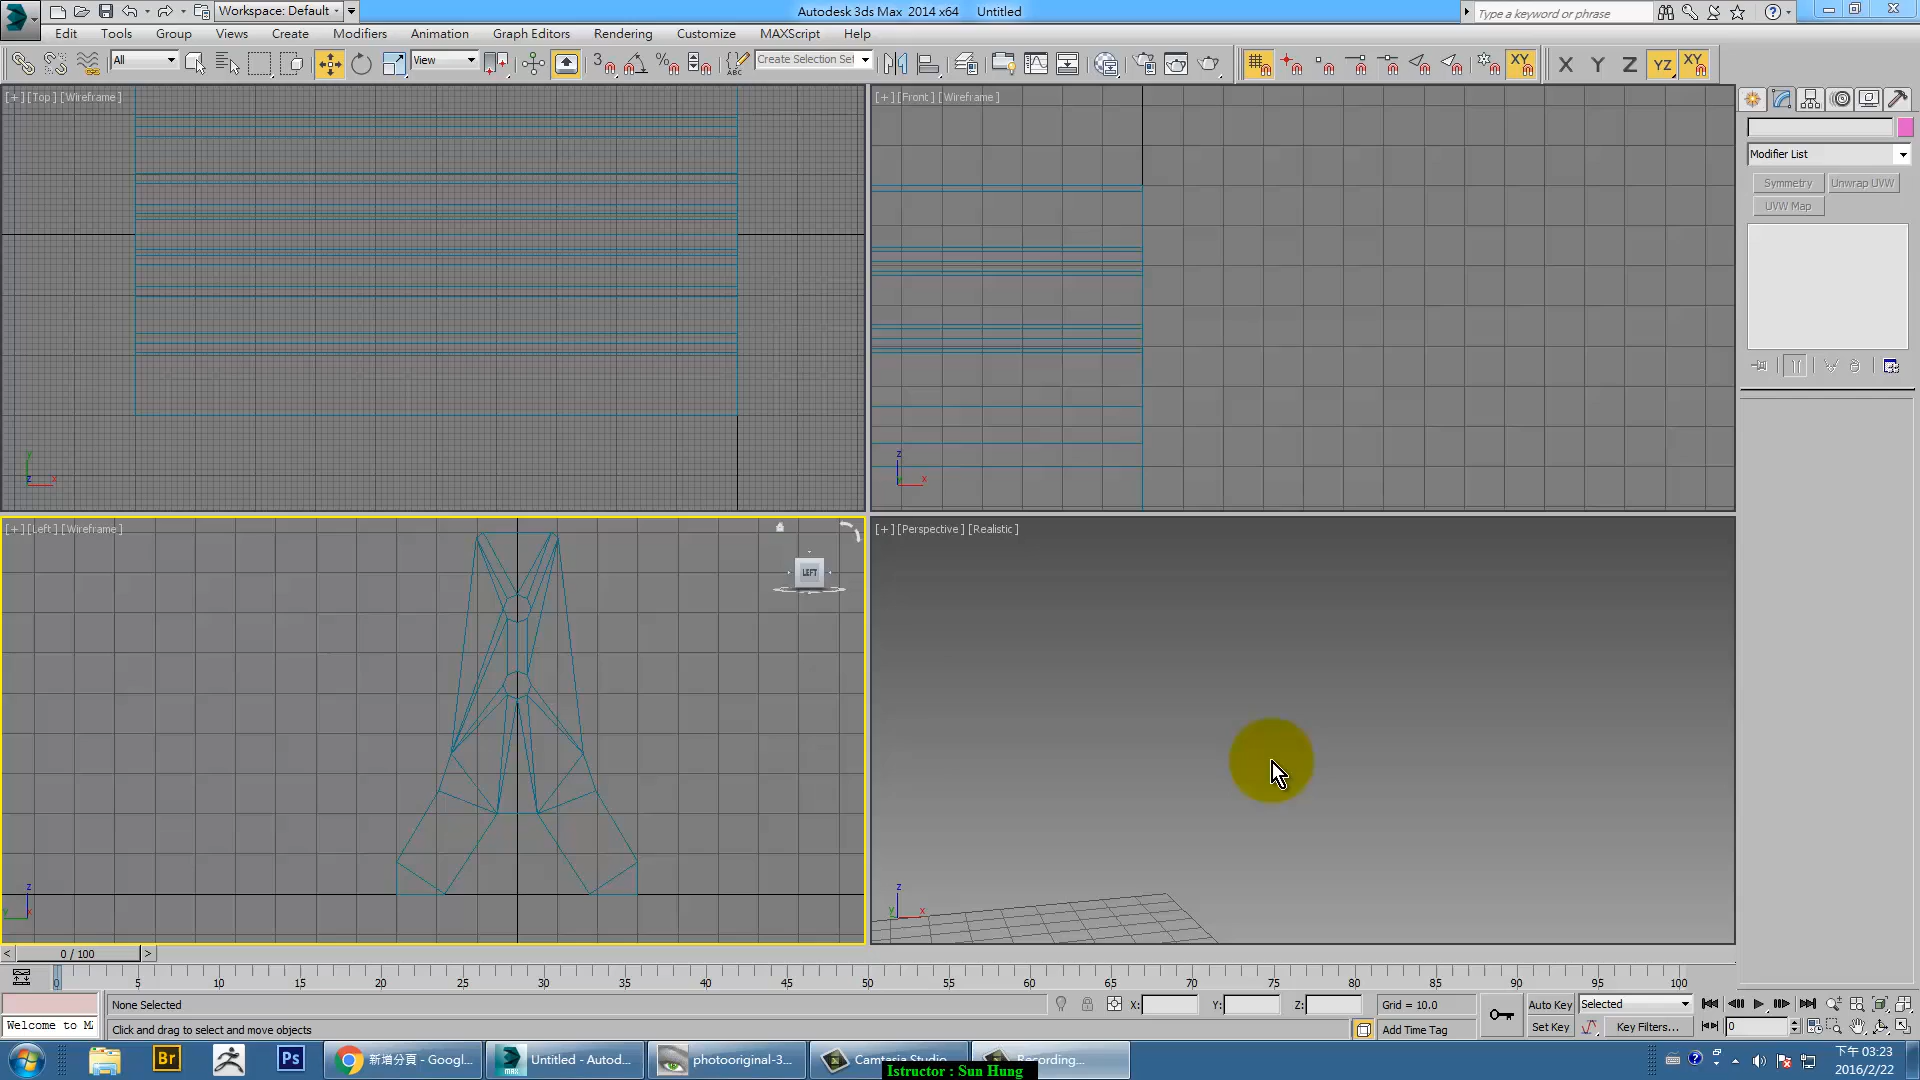 Workspace: Default
Autodesk 3ds Max 2014 x64 Untitled
Type a keyword or phrase
Edit Tools Group Views Create Modifiers Animation Graph Editors Rendering Customize MAXScript Help
All View Create Selection Set XY X Y Z YZ XY
[+][Top][Wireframe]
[+][Front][Wireframe]
Modifier List
Symmetry Unwrap UVW
UVW Map
y
z x
z
x
[+][Left][Wireframe]
LEFT
[+][Perspective][Realistic]
z
y
z
y x
< 0 / 100 >
0 5 10 15 20 25 30 35 40 45 50 55 60 65 70 75 80 85 90 95 100
None Selected
X: Y: Z: Grid = 10.0
Auto Key Selected
Welcome to M
Click and drag to select and move objects
Add Time Tag
Set Key Key Filters... 0
Br Ps
新增分頁 - Googl...
MAX
Untitled - Autod...
photooriginal-3...
Camtasia Studio
Recording...
Istructor : Sun Hung
下午 03:23
2016/2/22